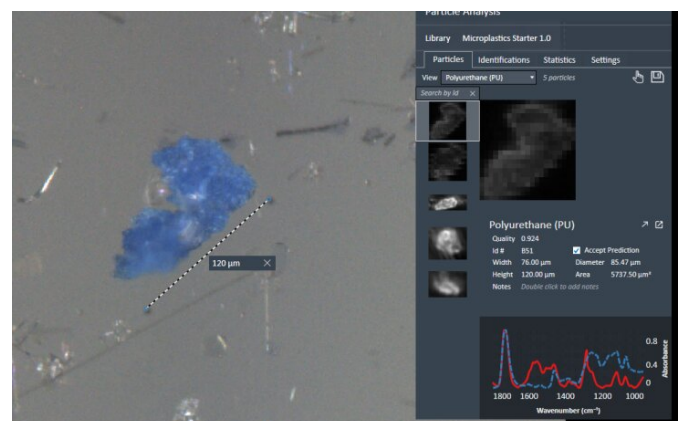 Particle Analysis
Library Microplastics Starter 1.0
Particles Identifications Statistics Settings
View Polyurethane (PU) 5 particles
Search by Id ×
120 µm ×
Polyurethane (PU)
Quality 0.924
Id # B51 Accept Prediction
Width 76.00 µm Diameter 85.47 µm
Height 120.00 µm Area 5737.50 µm²
Notes Double click to add notes
0.8
0.4
0
Absorbance
1800 1600 1400 1200 1000
Wavenumber (cm⁻¹)